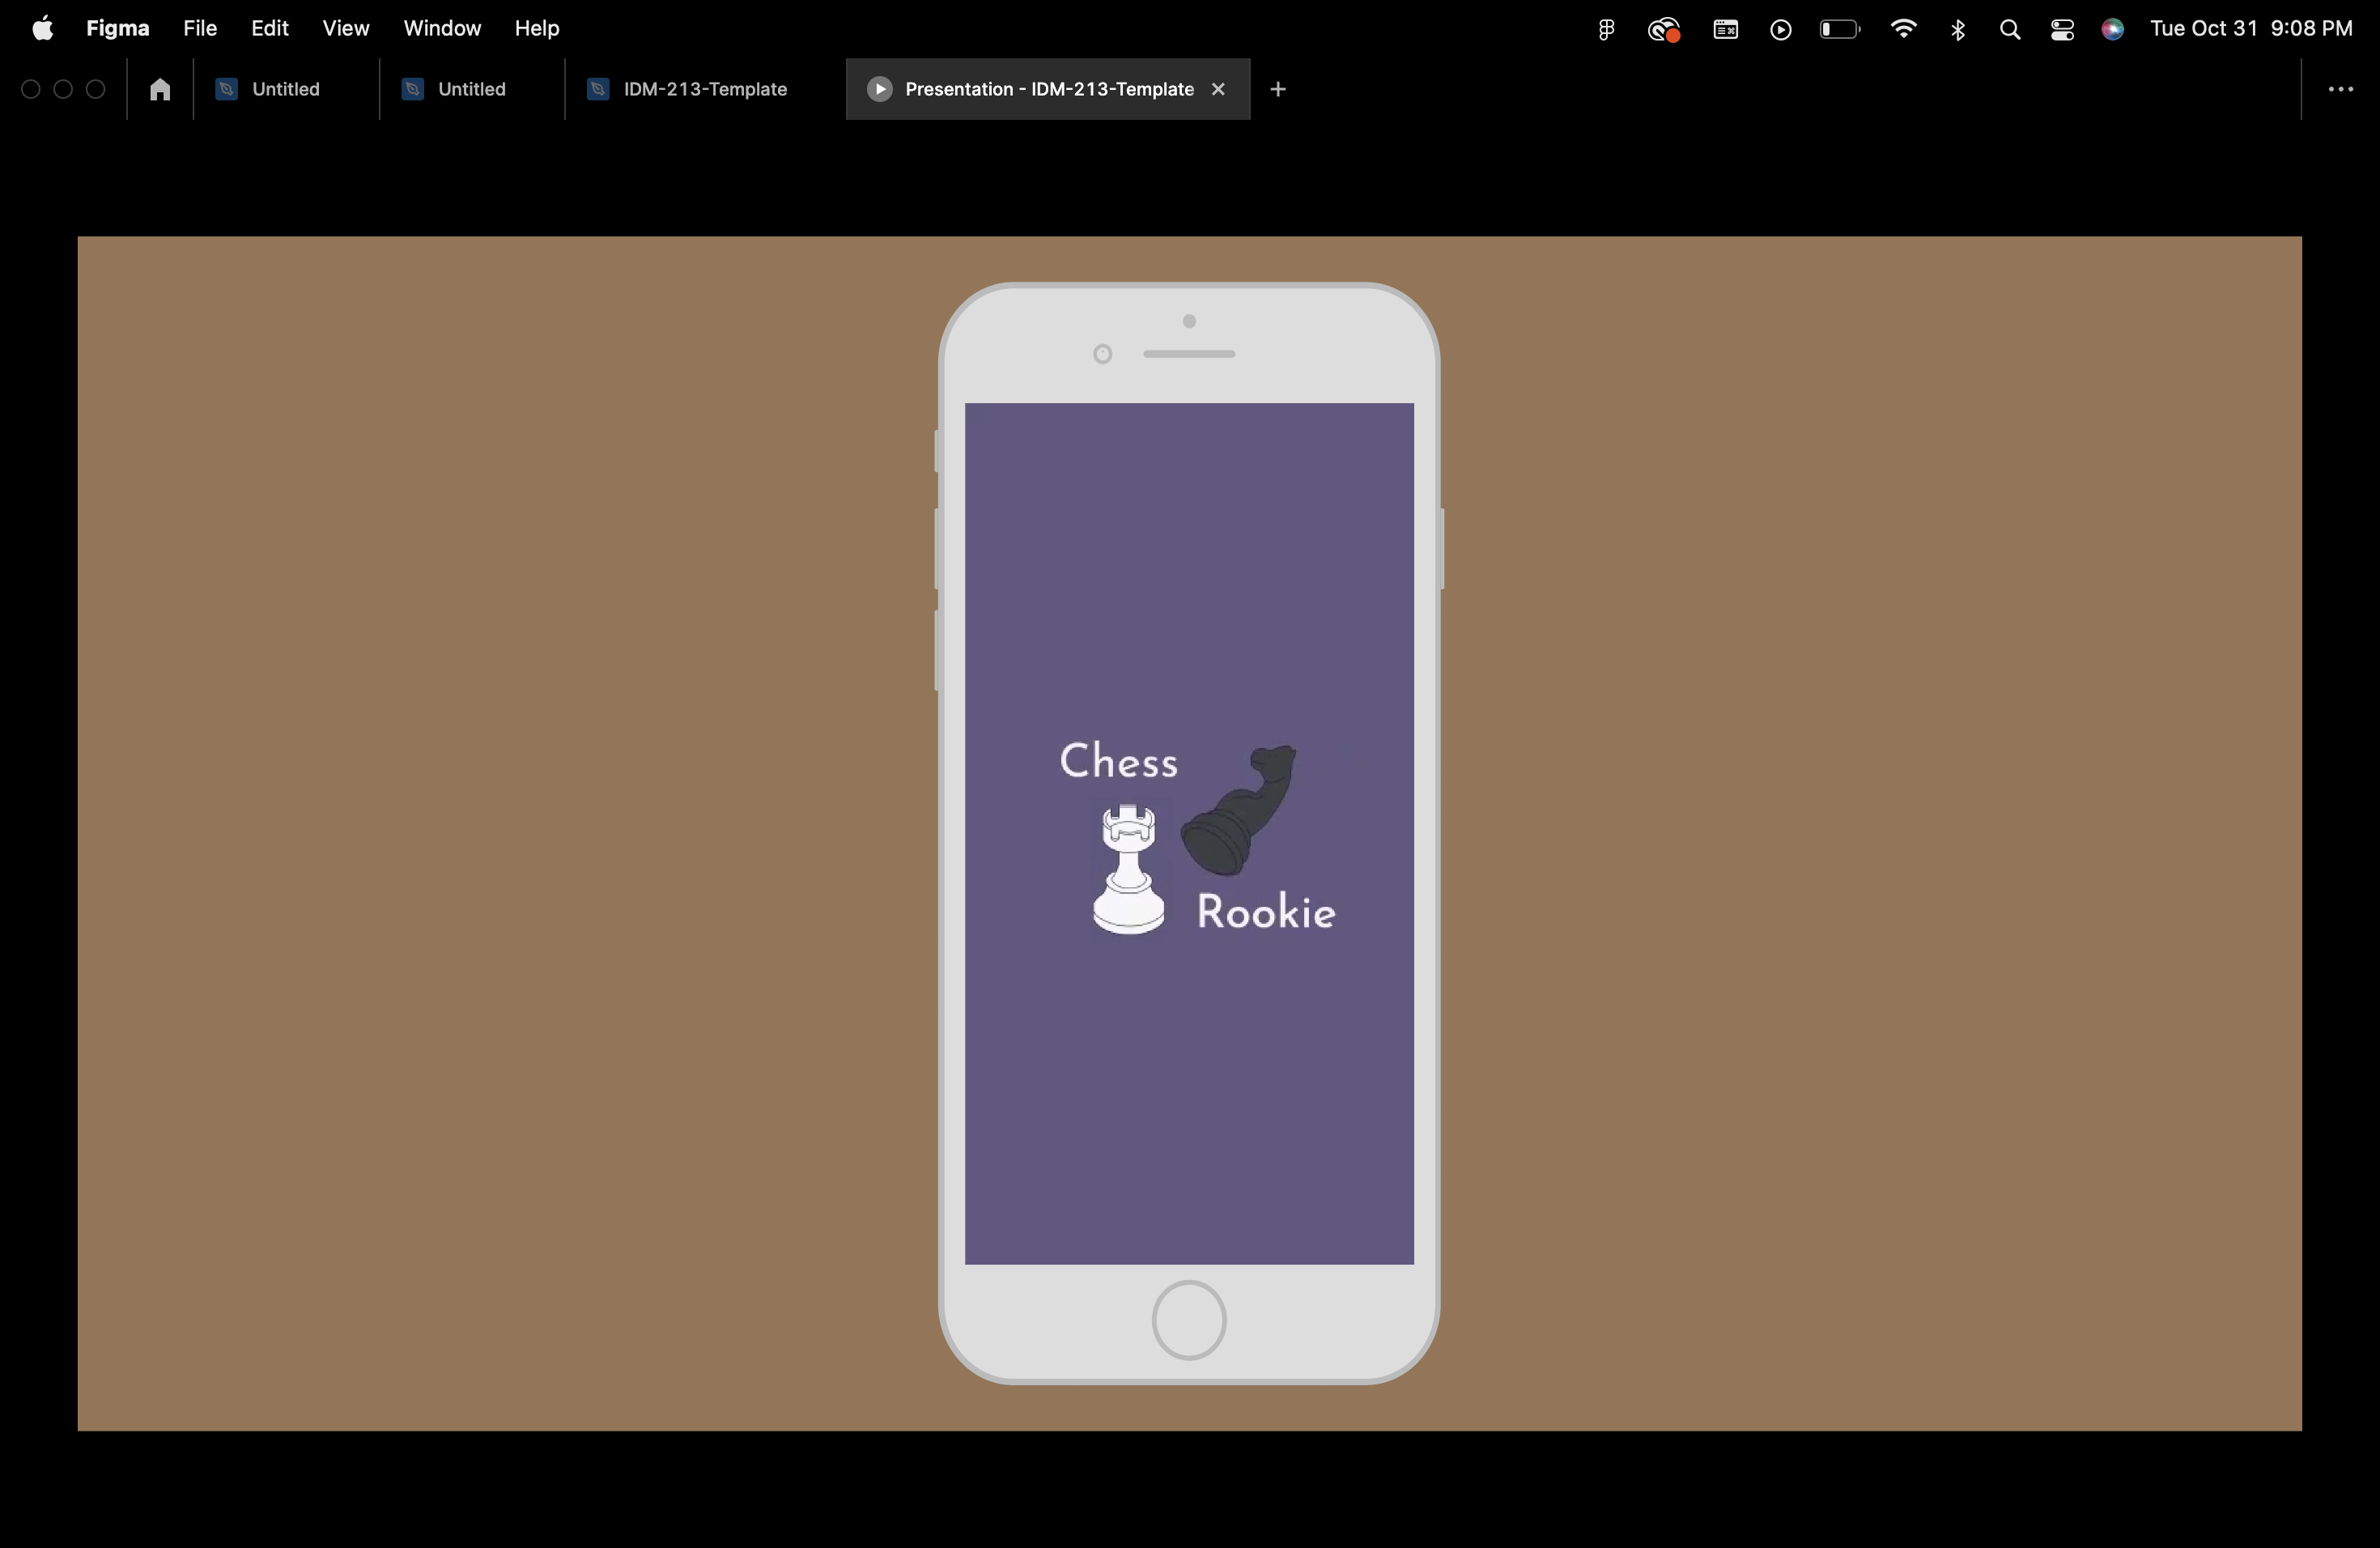 Figma File Edit View Window Help Tue Oct 31 9:08 PM
Untitled Untitled IDM-213-Template Presentation - IDM-213-Template
Chess
Rookie